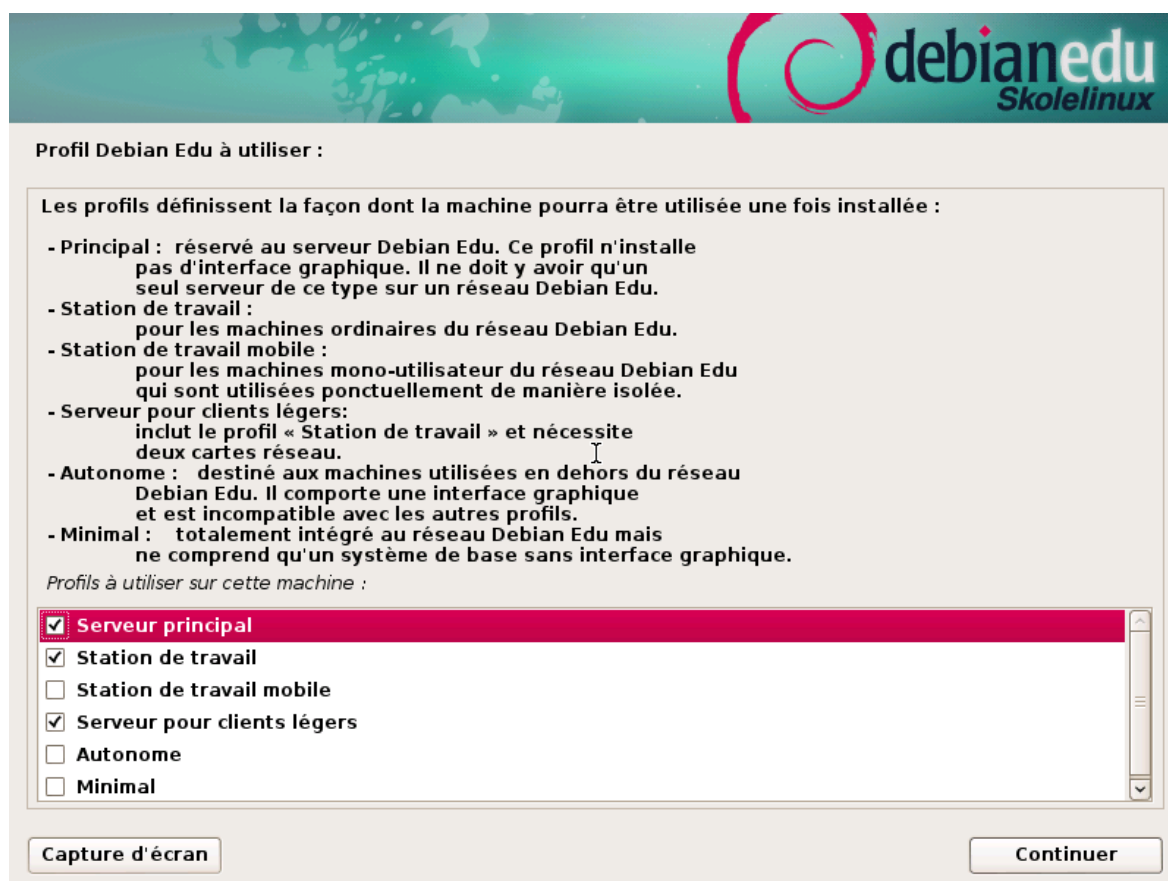 debianedu
Skolelinux
Profil Debian Edu à utiliser :
Les profils définissent la façon dont la machine pourra être utilisée une fois installée :
- Principal : réservé au serveur Debian Edu. Ce profil n'installe
pas d'interface graphique. Il ne doit y avoir qu'un
seul serveur de ce type sur un réseau Debian Edu.
- Station de travail :
pour les machines ordinaires du réseau Debian Edu.
- Station de travail mobile :
pour les machines mono-utilisateur du réseau Debian Edu
qui sont utilisées ponctuellement de manière isolée.
- Serveur pour clients légers:
inclut le profil « Station de travail » et nécessite
deux cartes réseau.
- Autonome : destiné aux machines utilisées en dehors du réseau
Debian Edu. Il comporte une interface graphique
et est incompatible avec les autres profils.
- Minimal : totalement intégré au réseau Debian Edu mais
ne comprend qu'un système de base sans interface graphique.
Profils à utiliser sur cette machine :
Serveur principal
Station de travail
Station de travail mobile
Serveur pour clients légers
Autonome
Minimal
Capture d'écran
Continuer